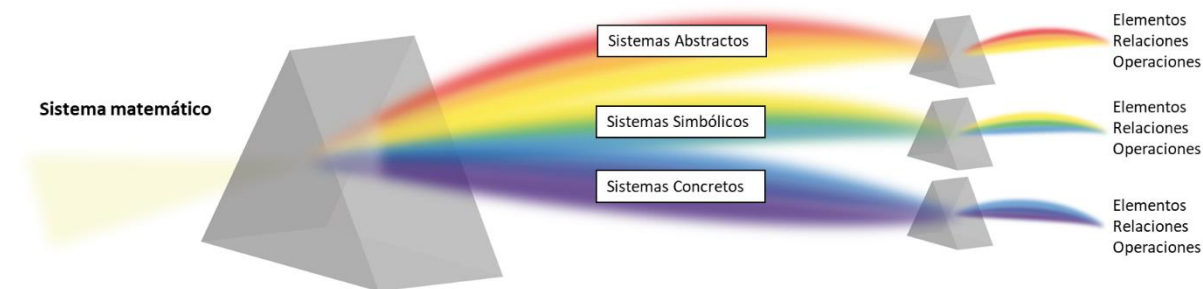 Sistema matemático
Sistemas Abstractos
Elementos
Relaciones
Operaciones
Sistemas Simbólicos
Elementos
Relaciones
Operaciones
Sistemas Concretos
Elementos
Relaciones
Operaciones